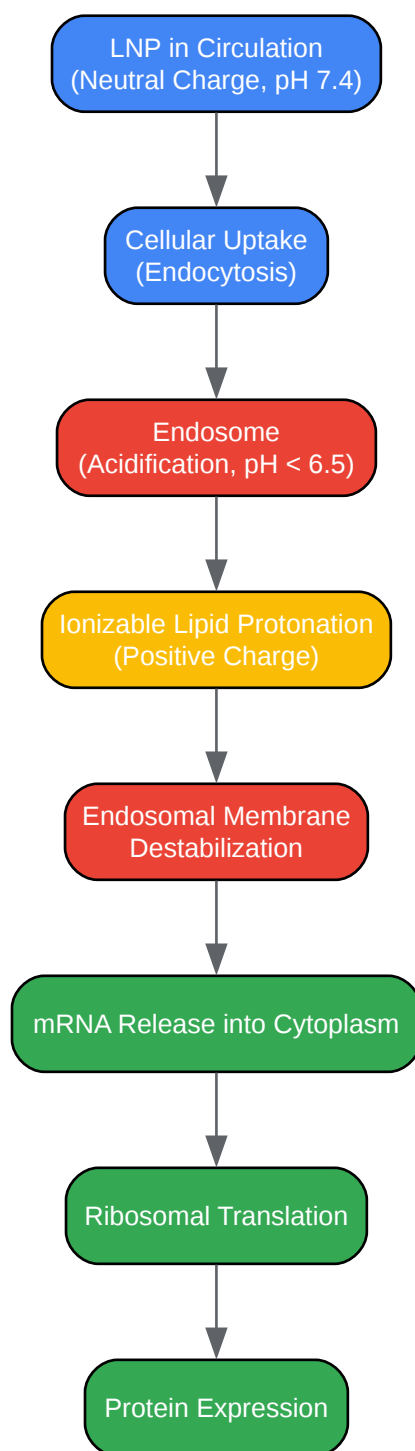 LNP in Circulation
(Neutral Charge, pH 7.4)
Cellular Uptake
(Endocytosis)
Endosome
(Acidification, pH < 6.5)
Ionizable Lipid Protonation
(Positive Charge)
Endosomal Membrane
Destabilization
mRNA Release into Cytoplasm
Ribosomal Translation
Protein Expression